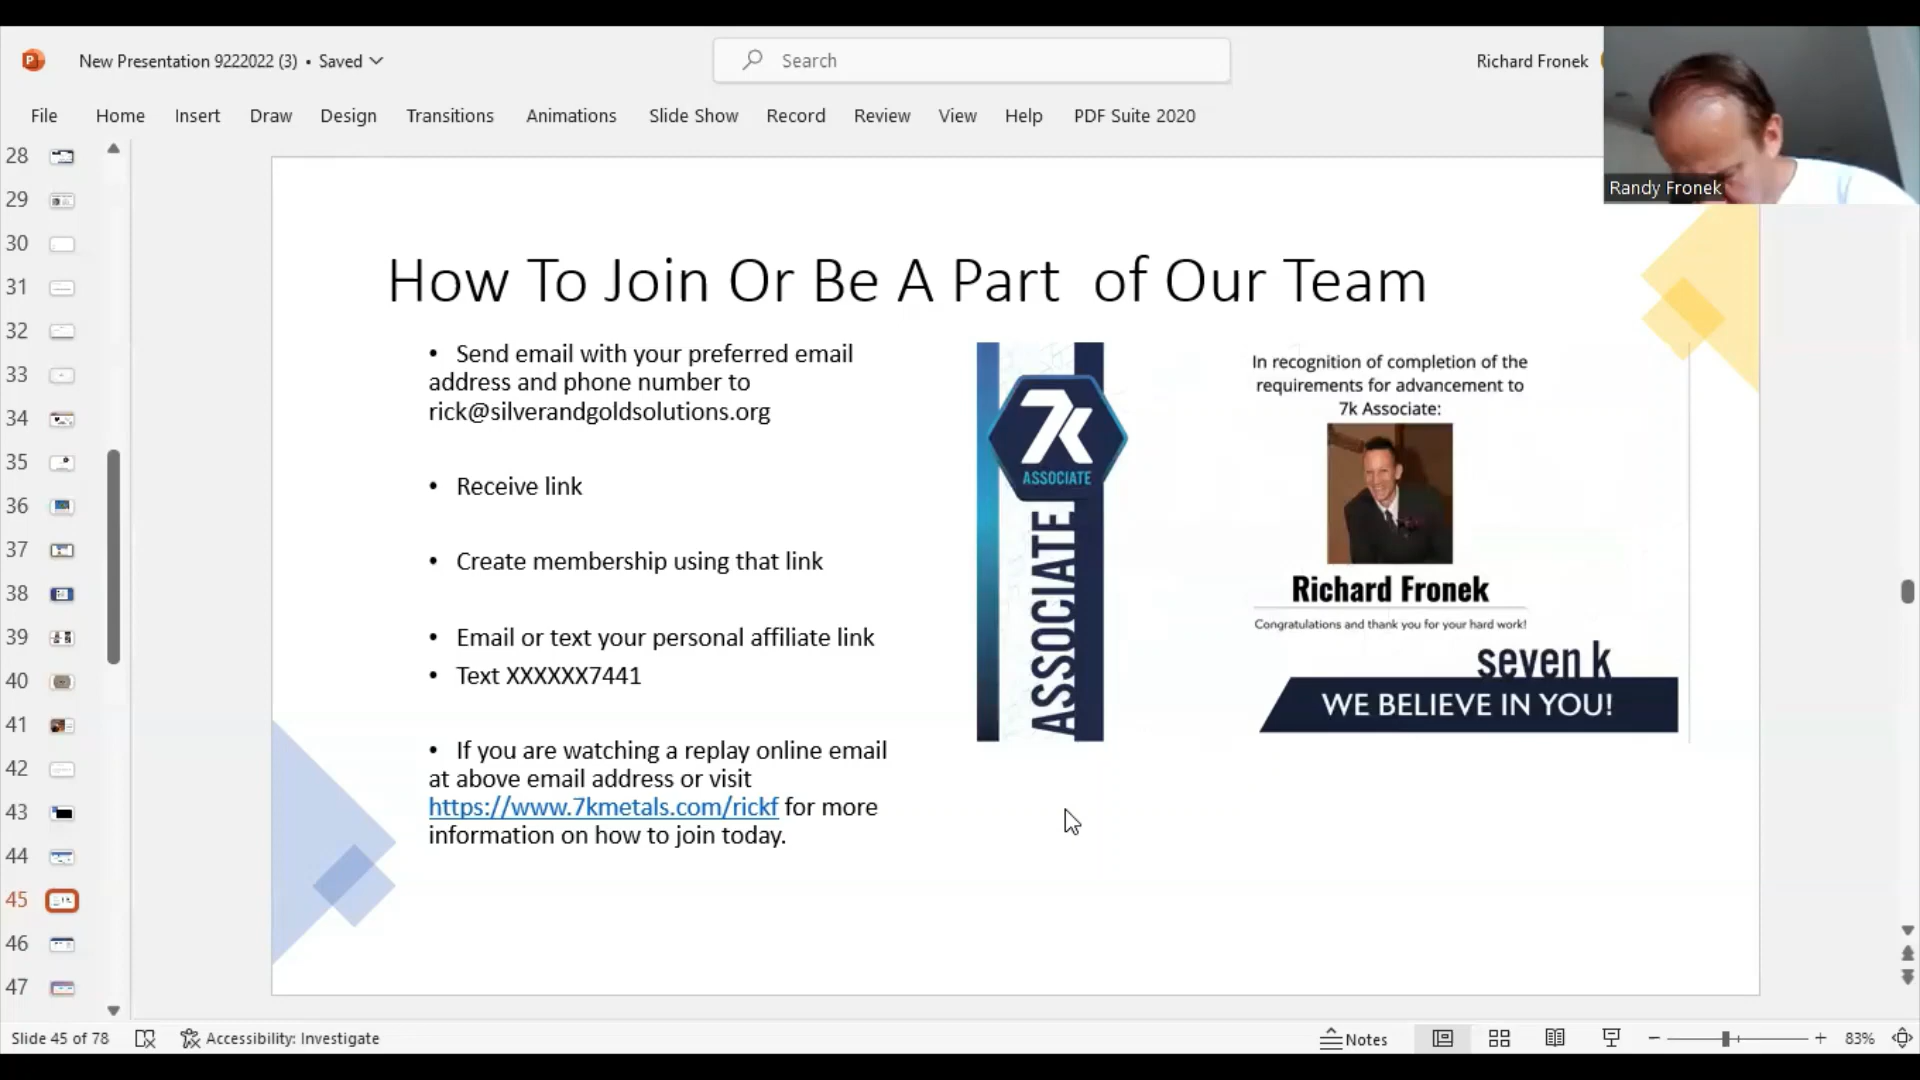 New Presentation 9222022 (3) • Saved
Search
Richard Fronek
Randy Fronek
File Home Insert Draw Design Transitions Animations Slide Show Record Review View Help PDF Suite 2020
28
29
30
31
32
33
34
35
36
37
38
39
40
41
42
43
44
45
46
47
How To Join Or Be A Part of Our Team
• Send email with your preferred email
address and phone number to
rick@silverandgoldsolutions.org
• Receive link
• Create membership using that link
• Email or text your personal affiliate link
• Text XXXXXX7441
• If you are watching a replay online email
at above email address or visit
https://www.7kmetals.com/rickf for more
information on how to join today.
7k
ASSOCIATE
ASSOCIATE
In recognition of completion of the
requirements for advancement to
7k Associate:
Richard Fronek
Congratulations and thank you for your hard work!
seven k
WE BELIEVE IN YOU!
Slide 45 of 78
Accessibility: Investigate
Notes
83%